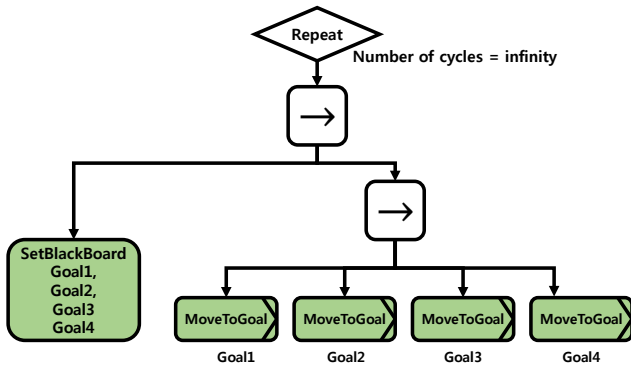 Repeat
Number of cycles = infinity
SetBlackBoard
Goal1,
Goal2,
Goal3
Goal4
MoveToGoal
MoveToGoal
MoveToGoal
MoveToGoal
Goal1
Goal2
Goal3
Goal4